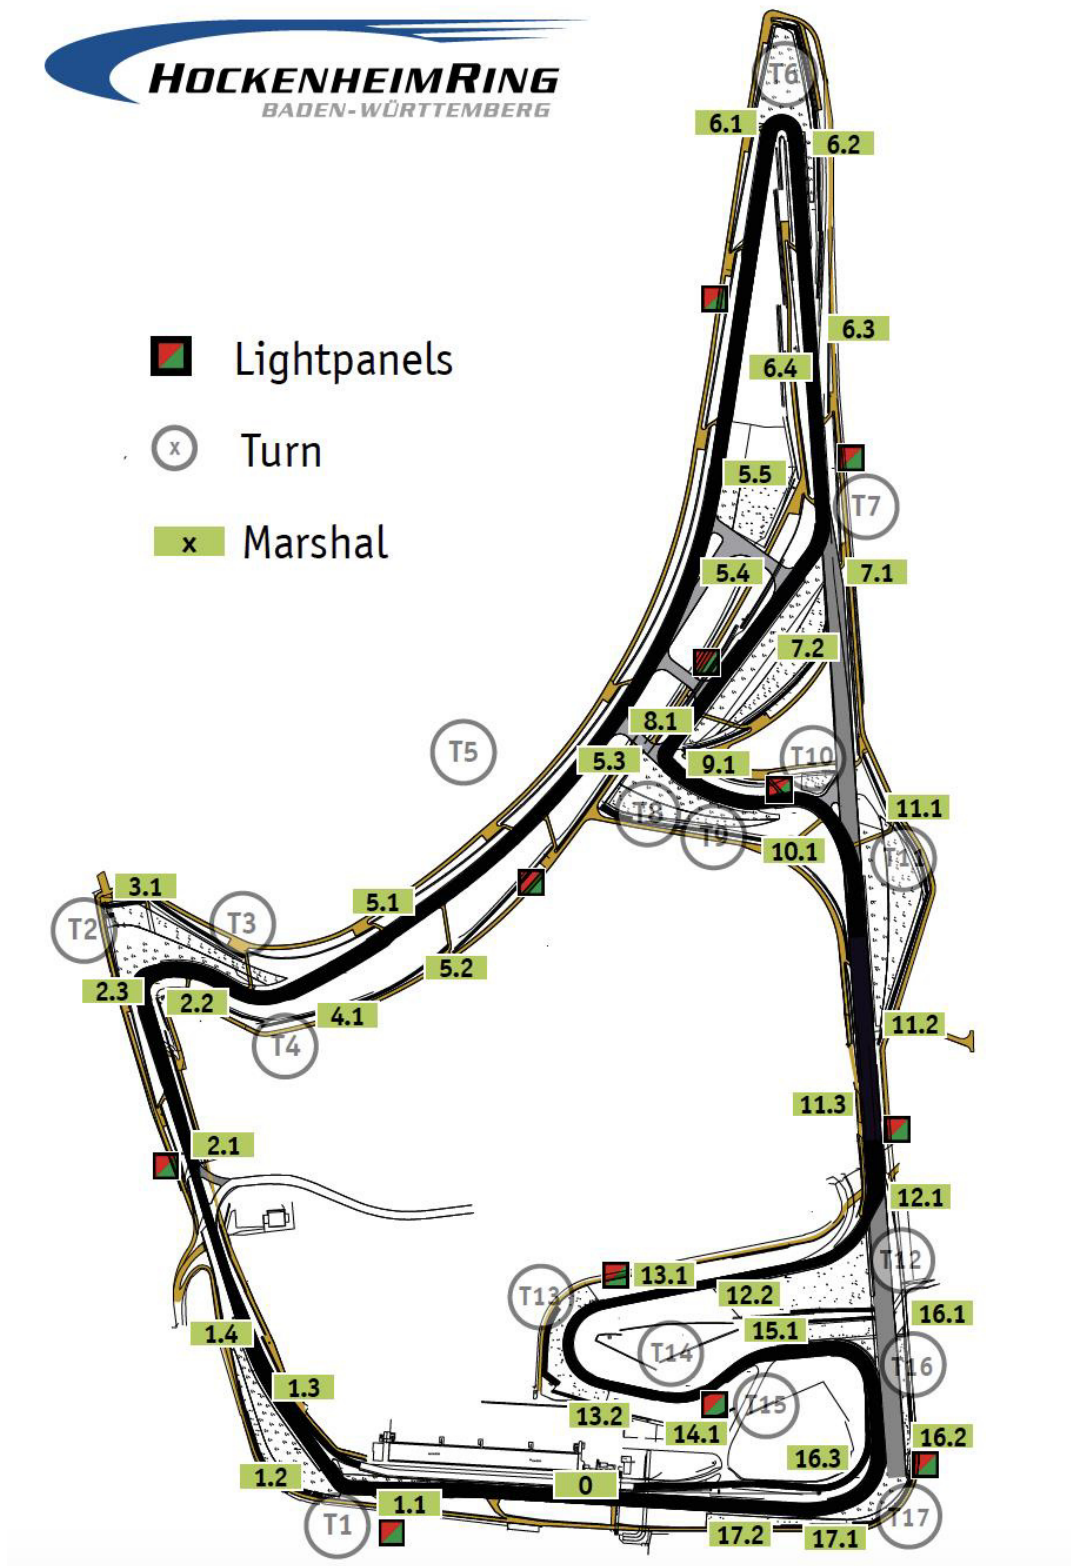 HOCKENHEIMRING
BADEN-WÜRTTEMBERG
T6
6.1
6.2
6.3
Lightpanels
6.4
x
Turn
5.5
T7
x
Marshal
5.4
7.1
7.2
8.1
T5
5.3
9.1
T10
T8
11.1
T9
10.1
T11
3.1
5.1
T2
T3
5.2
2.3
2.2
4.1
11.2
T4
11.3
2.1
12.1
T12
13.1
T13
12.2
16.1
1.4
15.1
T14
T16
1.3
T15
13.2
14.1
16.2
16.3
1.2
0
1.1
T1
T17
17.2
17.1